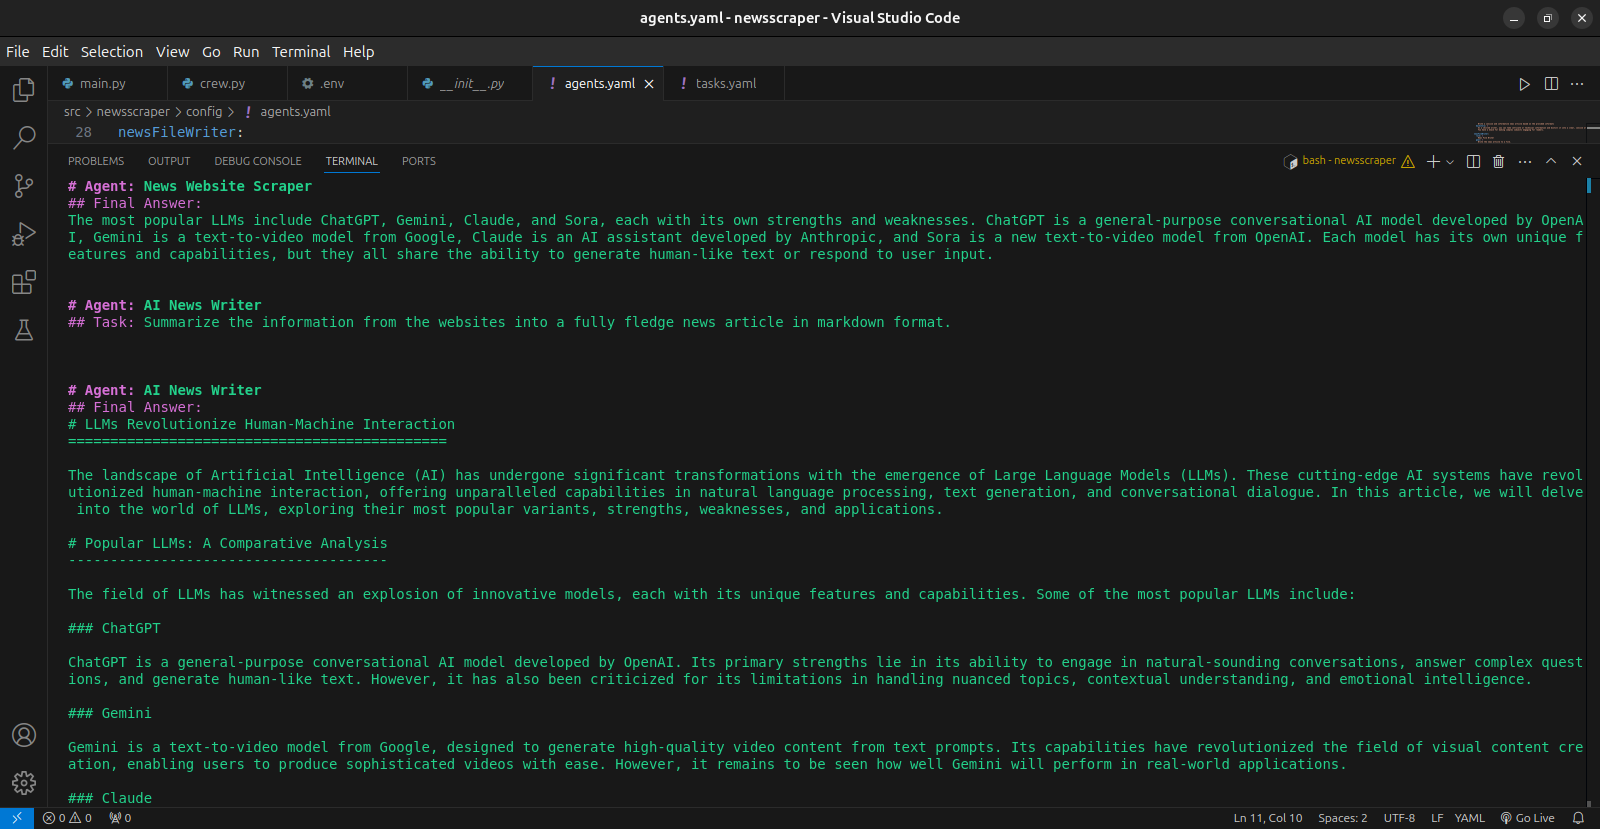 agents.yaml - newsscraper - Visual Studio Code
File Edit Selection View Go Run Terminal Help
main.py crew.py .env __init__.py ! agents.yaml ! tasks.yaml
src > newsscraper > config > ! agents.yaml
28 newsFileWriter:
PROBLEMS OUTPUT DEBUG CONSOLE TERMINAL PORTS bash - newsscraper
# Agent: News Website Scraper
## Final Answer:
The most popular LLMs include ChatGPT, Gemini, Claude, and Sora, each with its own strengths and weaknesses. ChatGPT is a general-purpose conversational AI model developed by OpenA
I, Gemini is a text-to-video model from Google, Claude is an AI assistant developed by Anthropic, and Sora is a new text-to-video model from OpenAI. Each model has its own unique f
eatures and capabilities, but they all share the ability to generate human-like text or respond to user input.
# Agent: AI News Writer
## Task: Summarize the information from the websites into a fully fledge news article in markdown format.
# Agent: AI News Writer
## Final Answer:
# LLMs Revolutionize Human-Machine Interaction
=============================================
The landscape of Artificial Intelligence (AI) has undergone significant transformations with the emergence of Large Language Models (LLMs). These cutting-edge AI systems have revol
utionized human-machine interaction, offering unparalleled capabilities in natural language processing, text generation, and conversational dialogue. In this article, we will delve
into the world of LLMs, exploring their most popular variants, strengths, weaknesses, and applications.
# Popular LLMs: A Comparative Analysis
--------------------------------------
The field of LLMs has witnessed an explosion of innovative models, each with its unique features and capabilities. Some of the most popular LLMs include:
### ChatGPT
ChatGPT is a general-purpose conversational AI model developed by OpenAI. Its primary strengths lie in its ability to engage in natural-sounding conversations, answer complex quest
ions, and generate human-like text. However, it has also been criticized for its limitations in handling nuanced topics, contextual understanding, and emotional intelligence.
### Gemini
Gemini is a text-to-video model from Google, designed to generate high-quality video content from text prompts. Its capabilities have revolutionized the field of visual content cre
ation, enabling users to produce sophisticated videos with ease. However, it remains to be seen how well Gemini will perform in real-world applications.
### Claude
0 0 0 Ln 11, Col 10 Spaces: 2 UTF-8 LF YAML Go Live